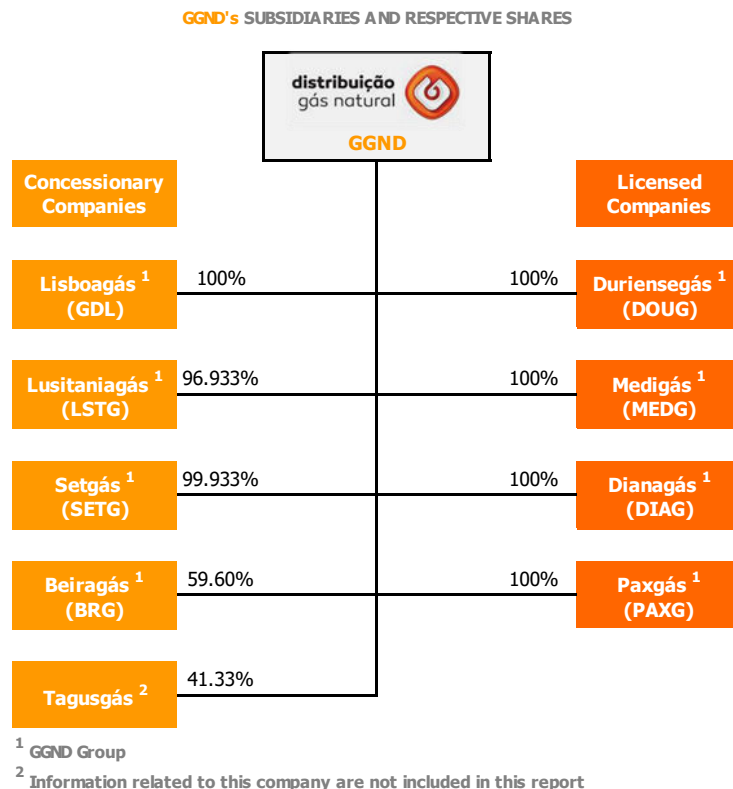 GGND's SUBSIDIARIES AND RESPECTIVE SHARES
distribuição
gás natural
GGND
Concessionary
Companies
Licensed
Companies
Lisboagás 1
(GDL)
100%
100%
Duriensegás 1
(DOUG)
Lusitaniagás 1
(LSTG)
96.933%
100%
Medigás 1
(MEDG)
Setgás 1
(SETG)
99.933%
100%
Dianagás 1
(DIAG)
Beiragás 1
(BRG)
59.60%
100%
Paxgás 1
(PAXG)
Tagusgás 2
41.33%
1 GGND Group
2 Information related to this company are not included in this report